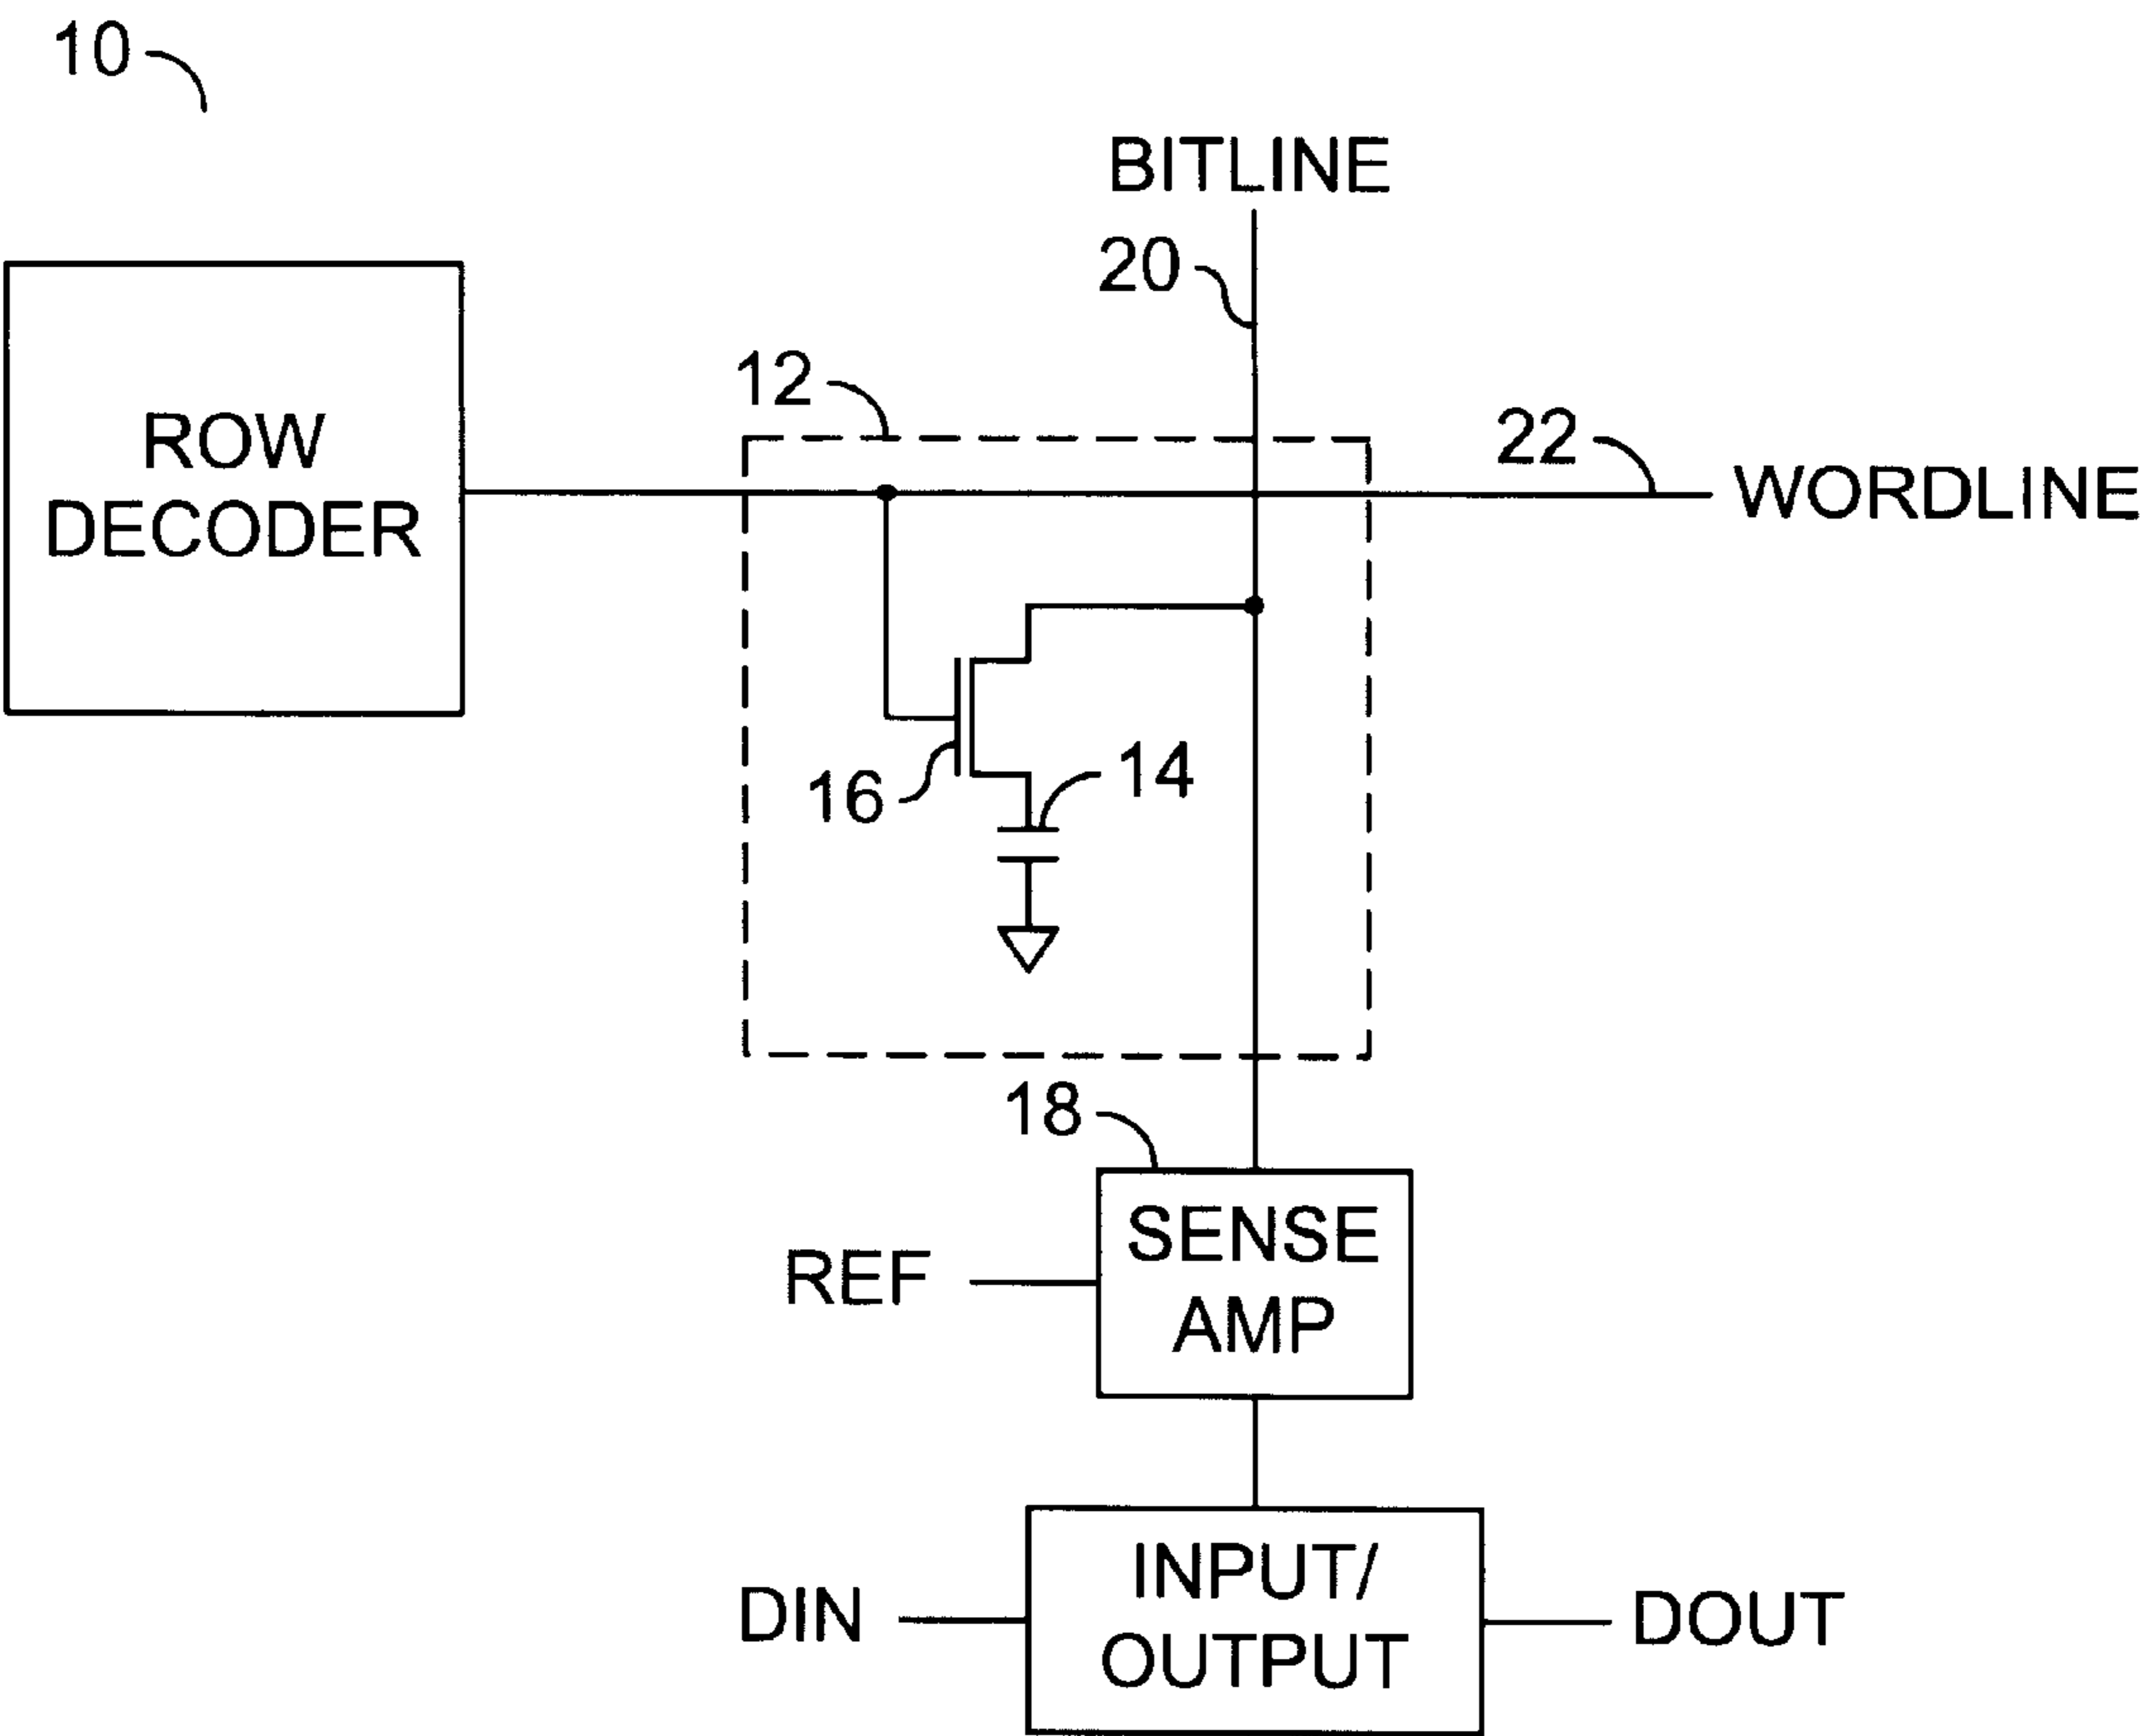 10
BITLINE
20
12
22
ROW
DECODER
WORDLINE
16
14
18
SENSE
AMP
REF
INPUT/
OUTPUT
DIN
DOUT